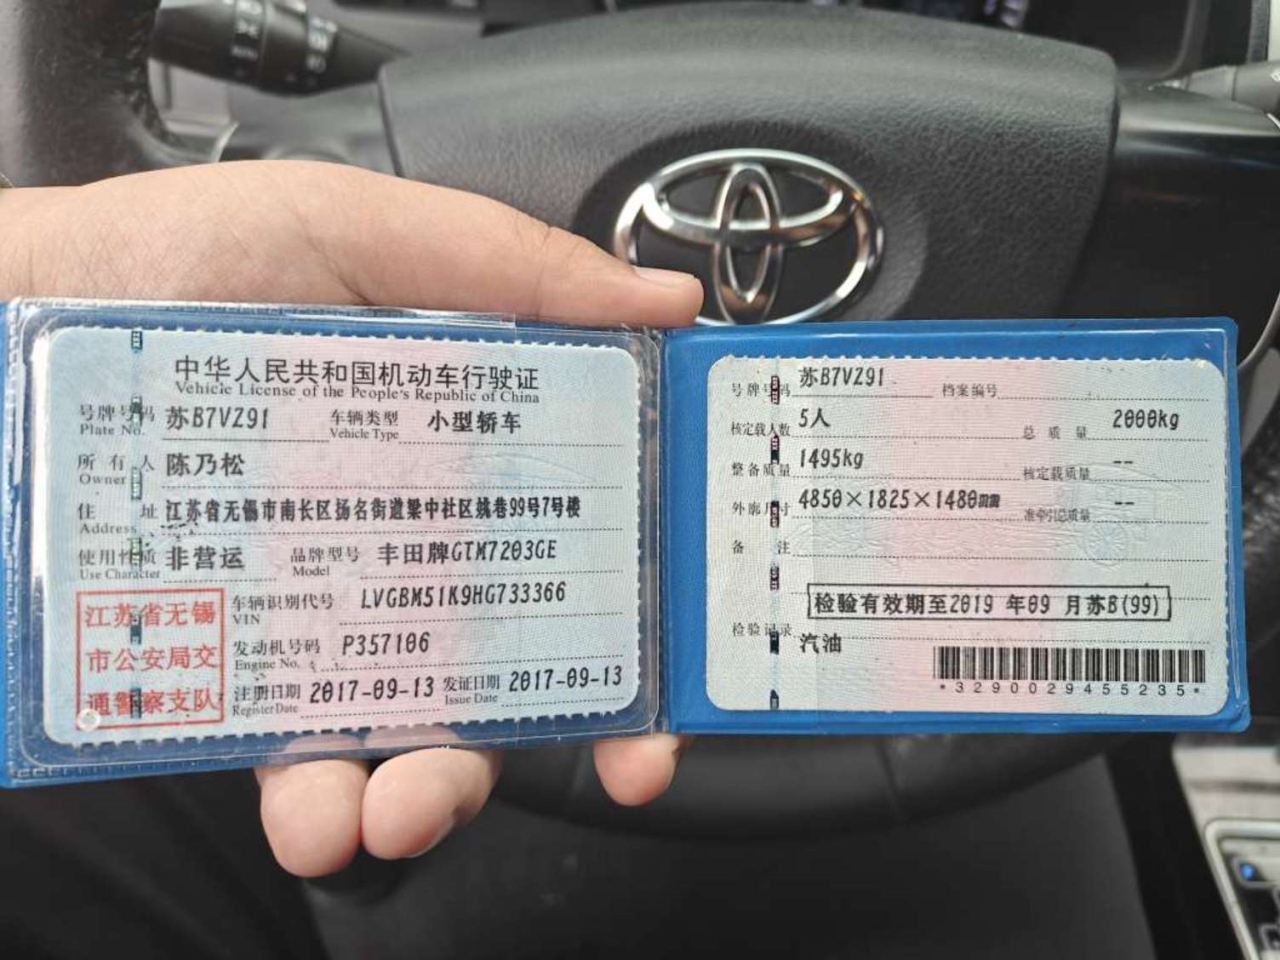 中华人民共和国机动车行驶证
Vehicle License of the People's Republic of China
号牌号码 苏B7VZ91 车辆类型 小型轿车
Plate No. Vehicle Type
所有人 陈乃松
Owner
住址 江苏省无锡市南长区扬名街道梁中社区姚巷99号7号楼
Address
使用性质 非营运 品牌型号 丰田牌GTM7203GE
Use Character Model
江苏省无锡
市公安局交
通警察支队
车辆识别代号 LVGBM51K9HG733366
VIN
发动机号码 P357106
Engine No.
注册日期 2017-09-13 发证日期 2017-09-13
Register Date Issue Date
号牌号码 苏B7VZ91 档案编号
核定载人数 5人 总质量 2000kg
整备质量 1495kg 核定载质量 --
外廓尺寸 4850×1825×1480mm 准牵引总质量 --
备注
检验有效期至2019 年09 月苏B(99)
检验记录 汽油
*3290029455235*